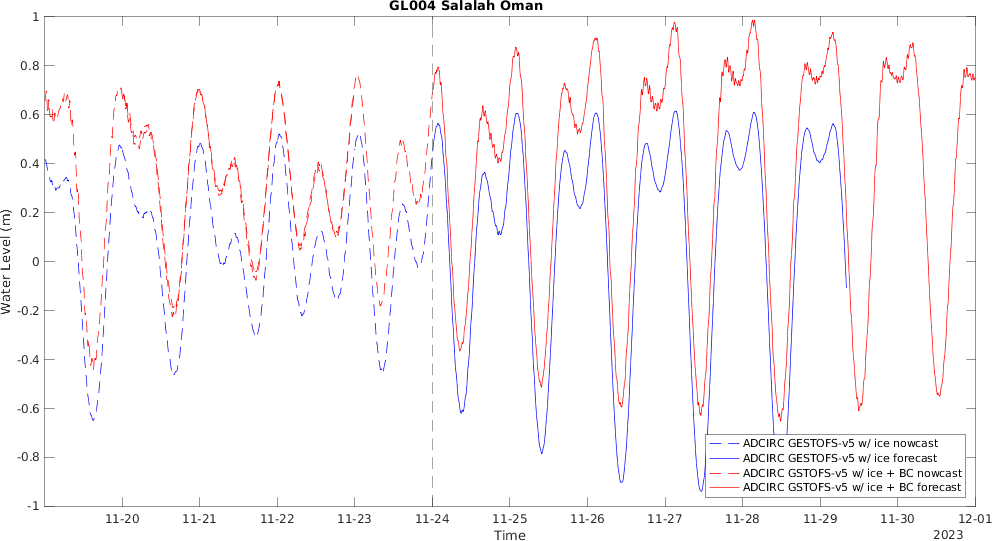 GL004 Salalah Oman
Water Level (m)
1
0.8
0.6
0.4
0.2
0
-0.2
-0.4
-0.6
-0.8
-1
ADCIRC GESTOFS-v5 w/ ice nowcast
ADCIRC GESTOFS-v5 w/ ice forecast
ADCIRC GSTOFS-v5 w/ ice + BC nowcast
ADCIRC GSTOFS-v5 w/ ice + BC forecast
11-20 11-21 11-22 11-23 11-24 11-25 11-26 11-27 11-28 11-29 11-30 12-01
Time
2023